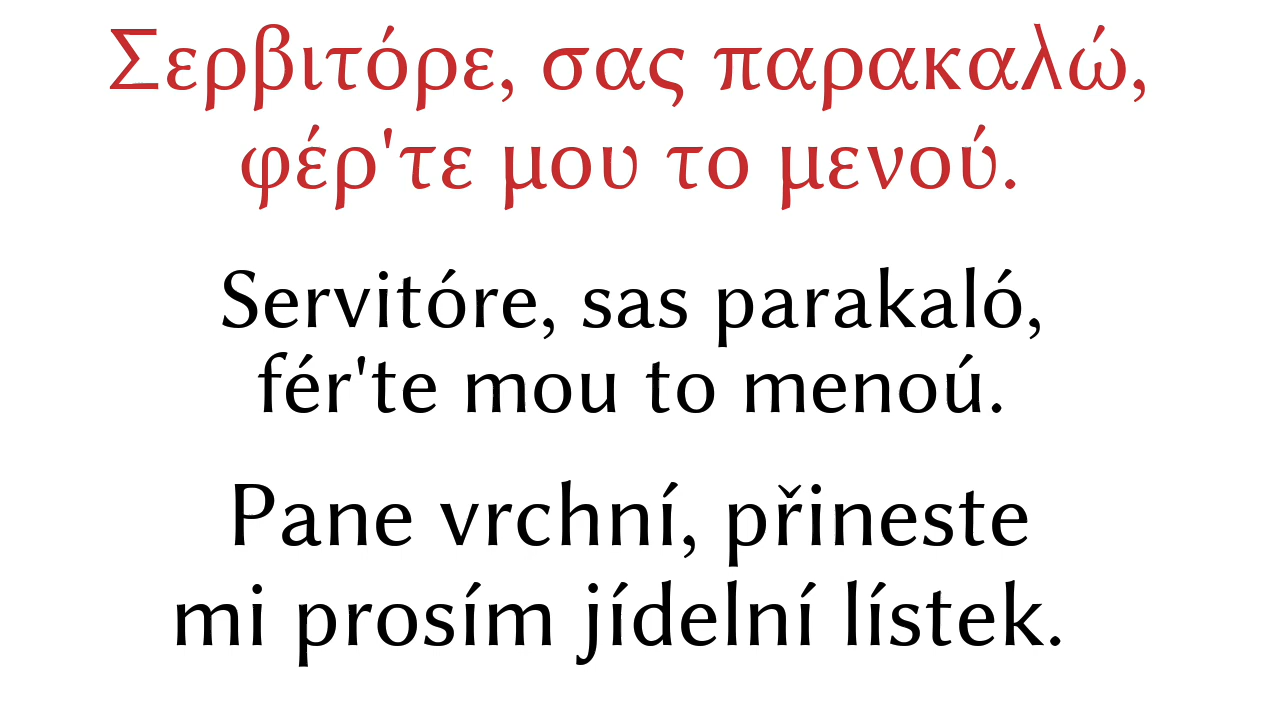 Σερβιτόρε, σας παρακαλώ,
φέρ'τε μου το μενού.
Servitóre, sas parakaló,
fér'te mou to menoú.
Pane vrchní, přineste
mi prosím jídelní lístek.